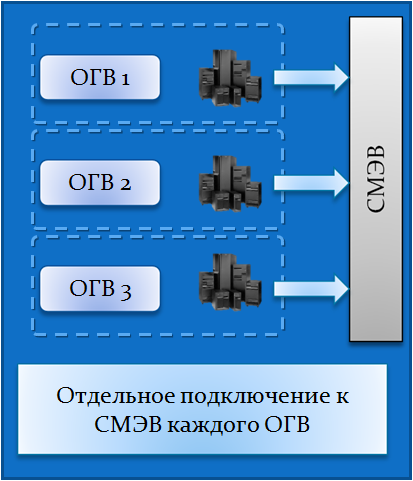 ОГВ 1
ОГВ 2
ОГВ 3
СМЭВ
Отдельное подключение к
СМЭВ каждого ОГВ